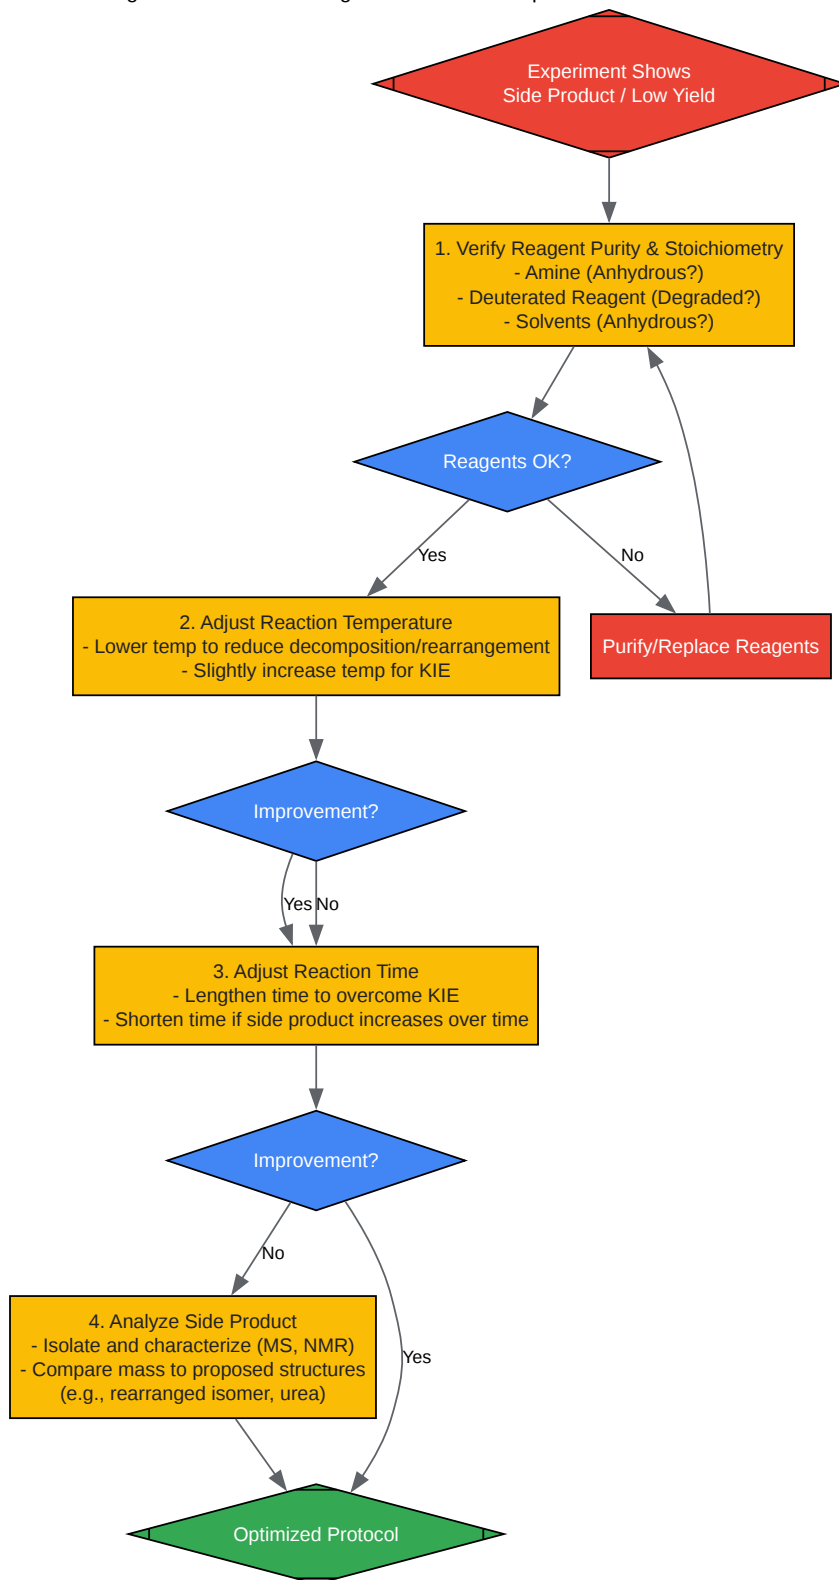 Experiment Shows
Side Product / Low Yield
1. Verify Reagent Purity & Stoichiometry
- Amine (Anhydrous?)
- Deuterated Reagent (Degraded?)
- Solvents (Anhydrous?)
Reagents OK?
Yes
No
2. Adjust Reaction Temperature
- Lower temp to reduce decomposition/rearrangement
- Slightly increase temp for KIE
Purify/Replace Reagents
Improvement?
Yes
No
3. Adjust Reaction Time
- Lengthen time to overcome KIE
- Shorten time if side product increases over time
Improvement?
No
Yes
4. Analyze Side Product
- Isolate and characterize (MS, NMR)
- Compare mass to proposed structures
(e.g., rearranged isomer, urea)
Optimized Protocol